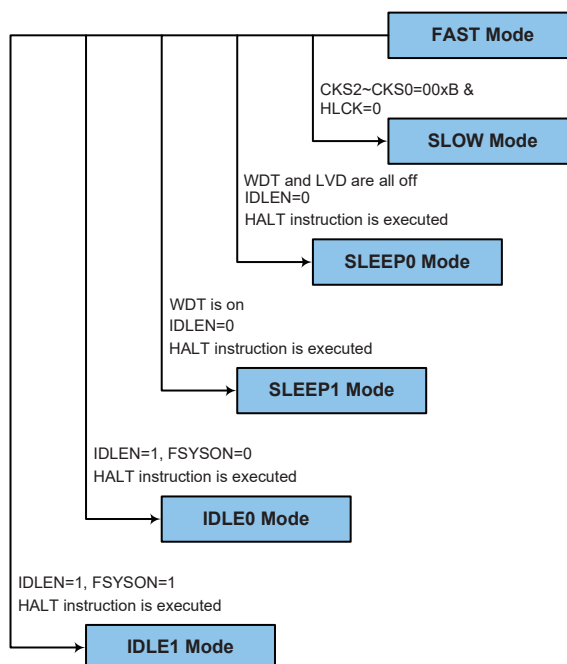 FAST Mode
CKS2~CKS0=00xB &
HLCK=0
SLOW Mode
WDT and LVD are all off
IDLEN=0
HALT instruction is executed
SLEEP0 Mode
WDT is on
IDLEN=0
HALT instruction is executed
SLEEP1 Mode
IDLEN=1, FSYSON=0
HALT instruction is executed
IDLE0 Mode
IDLEN=1, FSYSON=1
HALT instruction is executed
IDLE1 Mode